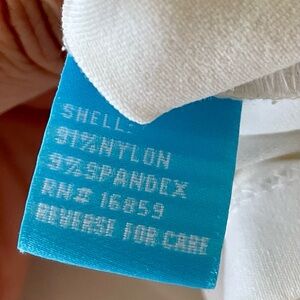 SHELL:
91%NYLON
9%SPANDEX
RN# 16859
REVERSE FOR CARE